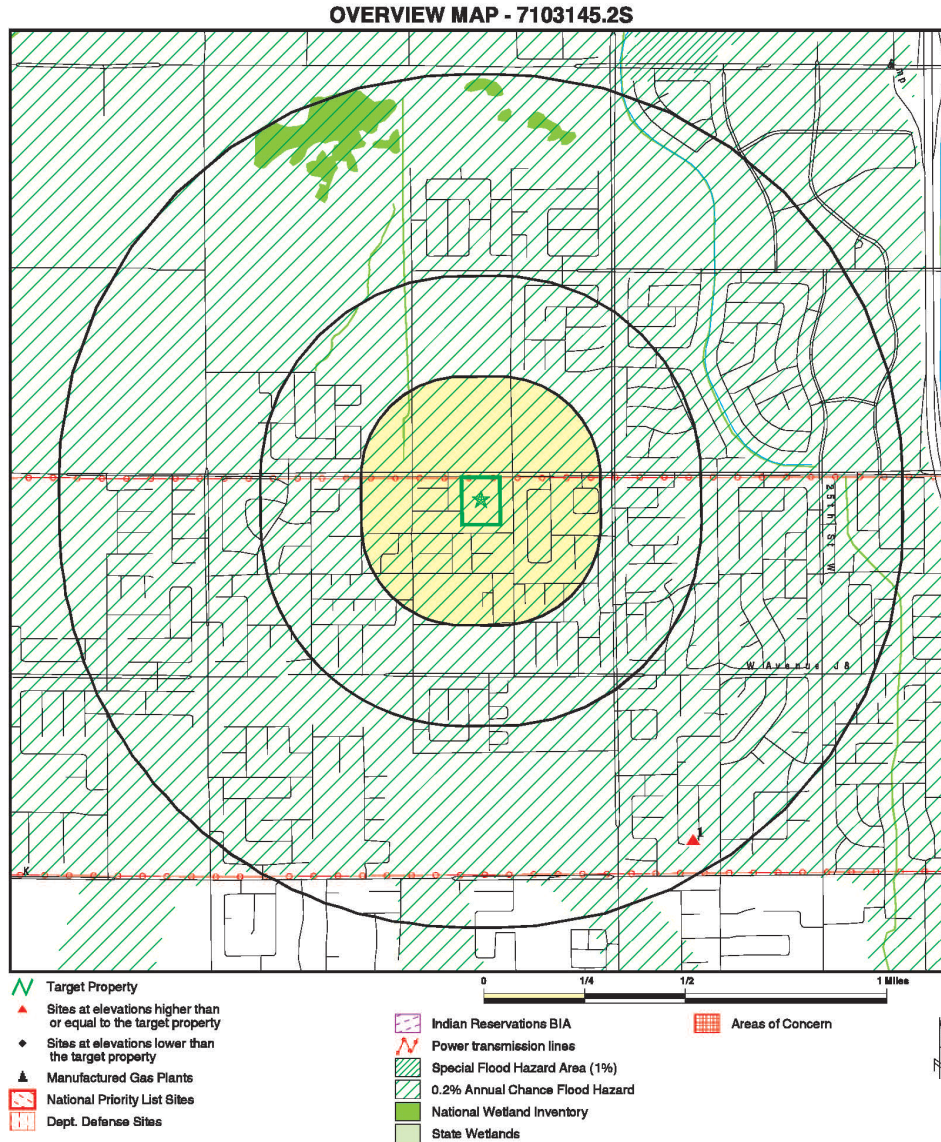 OVERVIEW MAP - 7103145.2S
25th St W
W Avenue J8
1
K
Target Property
Sites at elevations higher than
or equal to the target property
Sites at elevations lower than
the target property
Manufactured Gas Plants
National Priority List Sites
Dept. Defense Sites
0 1/4 1/2 1 Miles
Indian Reservations BIA
Power transmission lines
Special Flood Hazard Area (1%)
0.2% Annual Chance Flood Hazard
National Wetland Inventory
State Wetlands
Areas of Concern